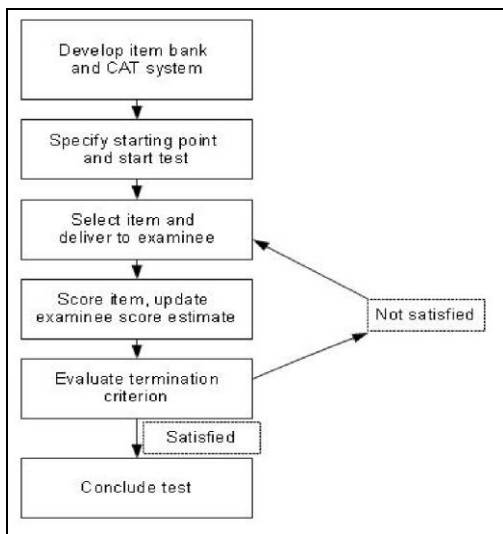 Develop item bank
and CAT system
Specify starting point
and start test
Select item and
deliver to examinee
Score item, update
examinee score estimate
Not satisfied
Evaluate termination
criterion
Satisfied
Conclude test